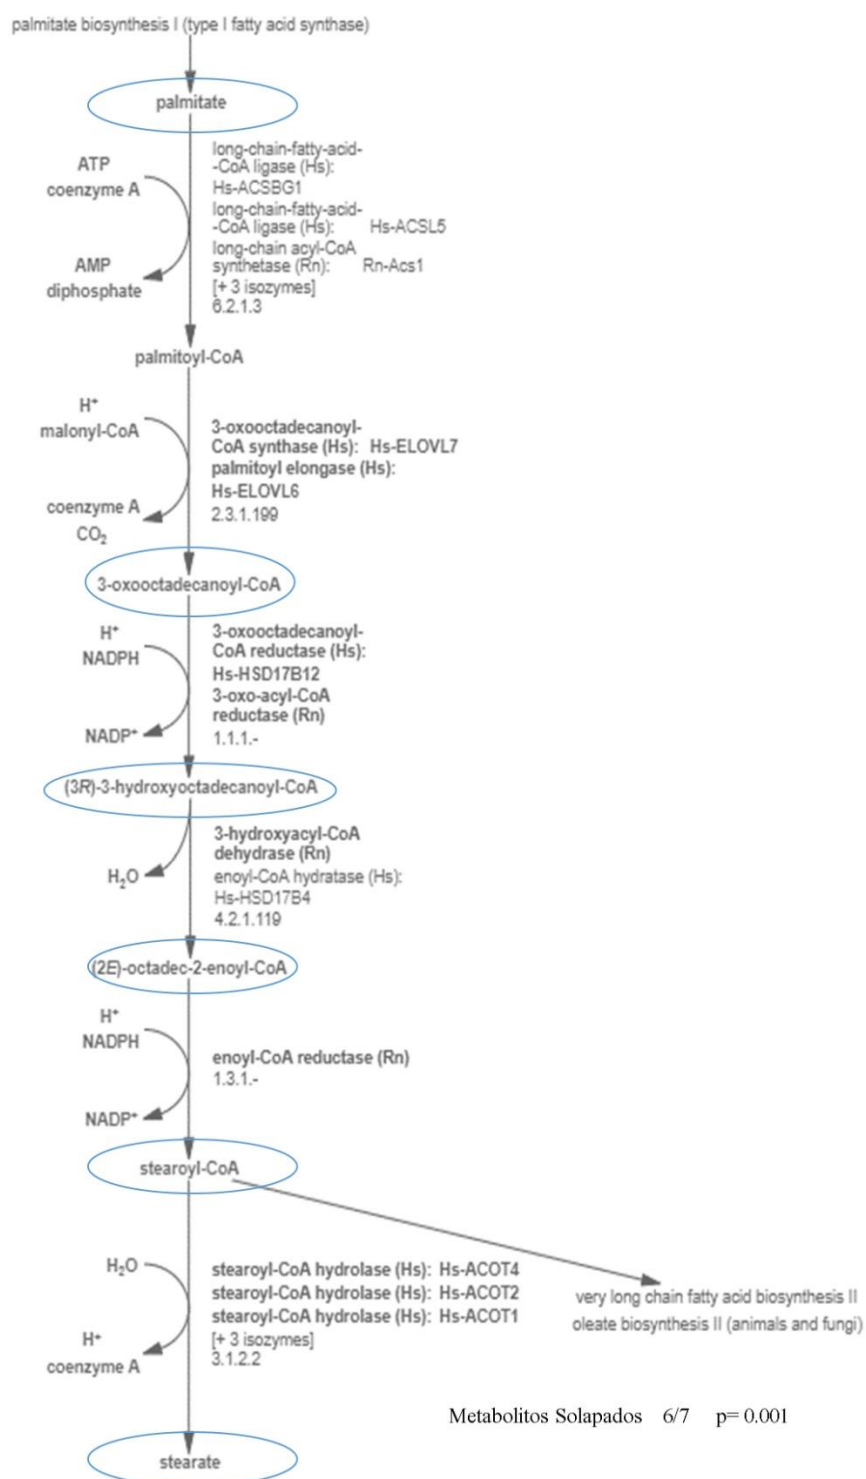 palmitate biosynthesis I (type I fatty acid synthase)
palmitate
ATP
coenzyme A
AMP
diphosphate
long-chain-fatty-acid-
-CoA ligase (Hs):
Hs-ACSBG1
long-chain-fatty-acid-
-CoA ligase (Hs): Hs-ACSL5
long-chain acyl-CoA
synthetase (Rn): Rn-Acs1
[+ 3 isozymes]
6.2.1.3
palmitoyl-CoA
H⁺
malonyl-CoA
coenzyme A
CO₂
3-oxooctadecanoyl-
CoA synthase (Hs): Hs-ELOVL7
palmitoyl elongase (Hs):
Hs-ELOVL6
2.3.1.199
3-oxooctadecanoyl-CoA
H⁺
NADPH
NADP⁺
3-oxooctadecanoyl-
CoA reductase (Hs):
Hs-HSD17B12
3-oxo-acyl-CoA
reductase (Rn)
1.1.1.-
(3R)-3-hydroxyoctadecanoyl-CoA
H₂O
3-hydroxyacyl-CoA
dehydrase (Rn)
enoyl-CoA hydratase (Hs):
Hs-HSD17B4
4.2.1.119
(2E)-octadec-2-enoyl-CoA
H⁺
NADPH
NADP⁺
enoyl-CoA reductase (Rn)
1.3.1.-
stearoyl-CoA
H₂O
H⁺
coenzyme A
stearoyl-CoA hydrolase (Hs): Hs-ACOT4
stearoyl-CoA hydrolase (Hs): Hs-ACOT2
stearoyl-CoA hydrolase (Hs): Hs-ACOT1
[+ 3 isozymes]
3.1.2.2
very long chain fatty acid biosynthesis II
oleate biosynthesis II (animals and fungi)
Metabolitos Solapados 6/7 p= 0.001
stearate